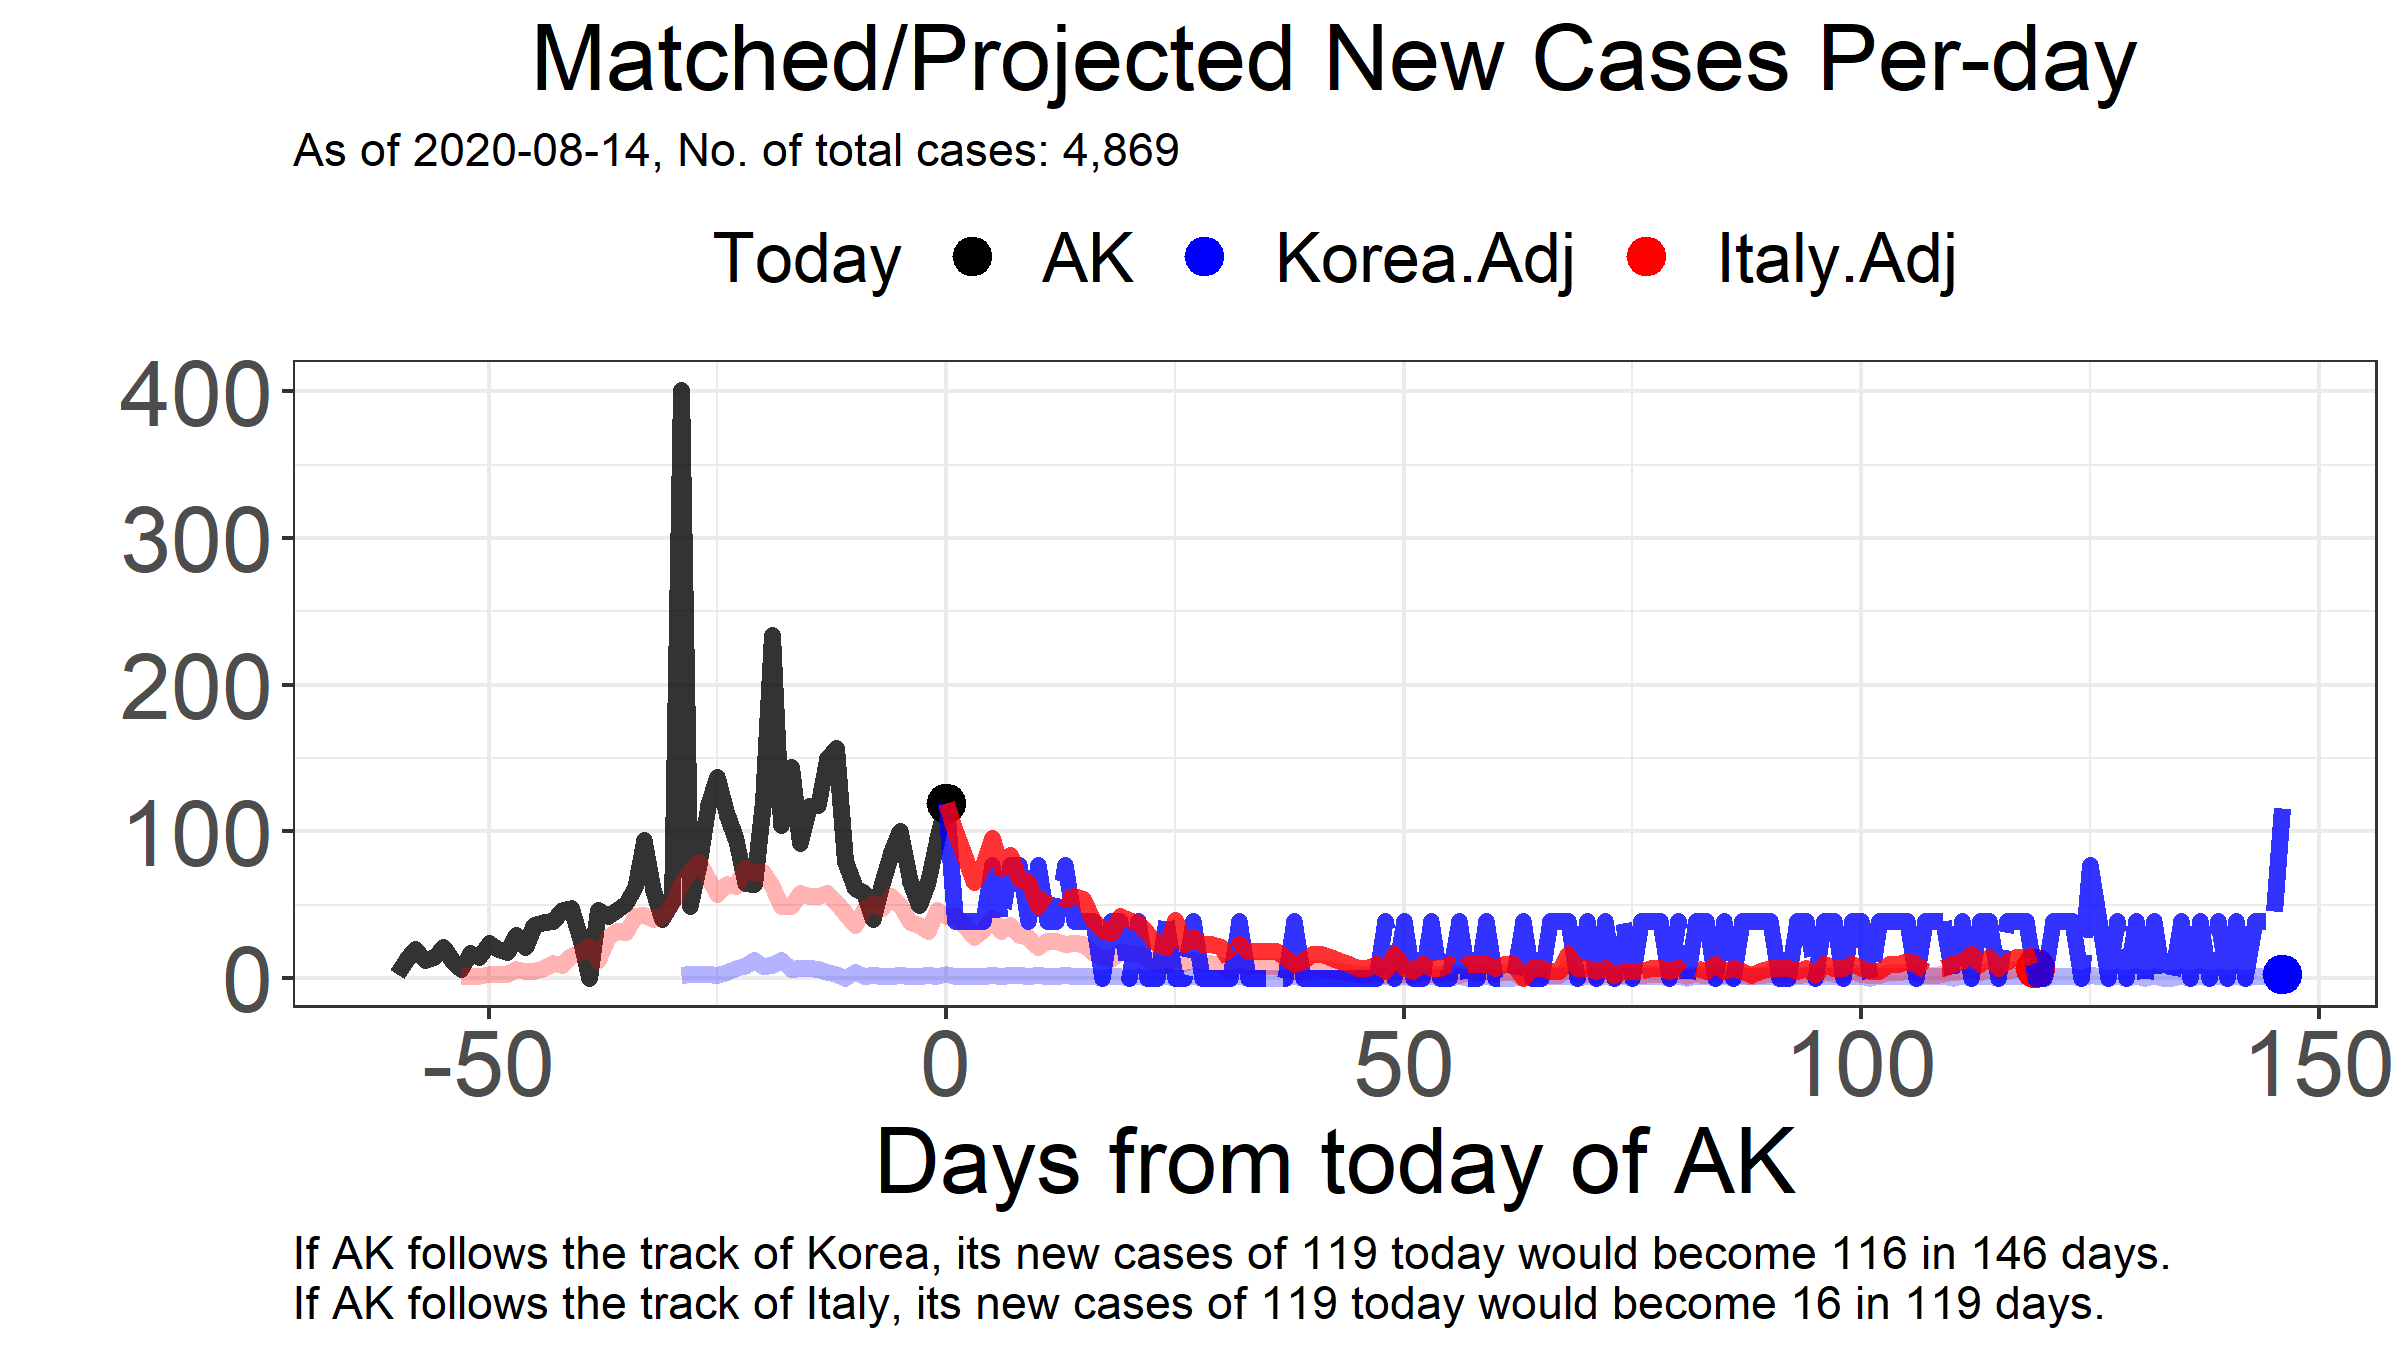 Matched/Projected New Cases Per-day
As of 2020-08-14, No. of total cases: 4,869
Today AK Korea.Adj Italy.Adj
400
300
200
100
0
-50 0 50 100 150
Days from today of AK
If AK follows the track of Korea, its new cases of 119 today would become 116 in 146 days.
If AK follows the track of Italy, its new cases of 119 today would become 16 in 119 days.